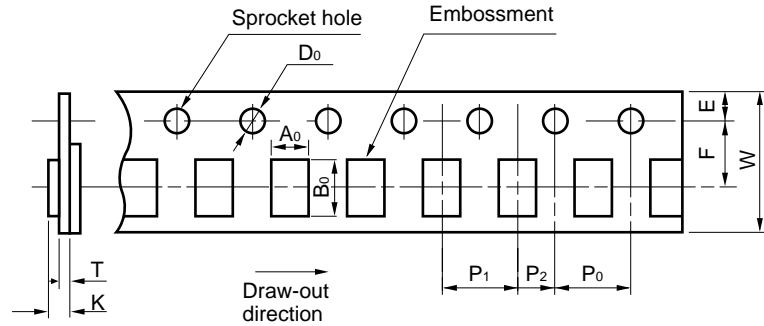 Sprocket hole
Embossment
D0
A0
B0
E
F
W
T
K
P1
P2
P0
Draw-out
direction